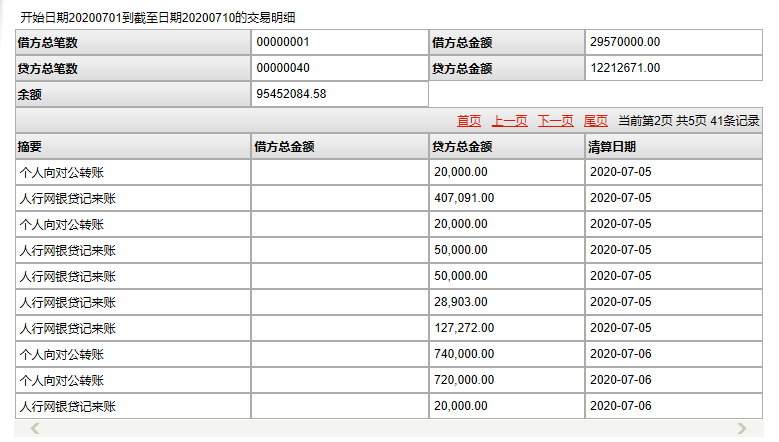 开始日期20200701到截至日期20200710的交易明细
借方总笔数 00000001 借方总金额 29570000.00
贷方总笔数 00000040 贷方总金额 12212671.00
余额 95452084.58
首页 上一页 下一页 尾页 当前第2页 共5页 41条记录
摘要 借方总金额 贷方总金额 清算日期
个人向对公转账 20,000.00 2020-07-05
人行网银贷记来账 407,091.00 2020-07-05
个人向对公转账 20,000.00 2020-07-05
人行网银贷记来账 50,000.00 2020-07-05
人行网银贷记来账 50,000.00 2020-07-05
人行网银贷记来账 28,903.00 2020-07-05
人行网银贷记来账 127,272.00 2020-07-05
个人向对公转账 740,000.00 2020-07-06
个人向对公转账 720,000.00 2020-07-06
人行网银贷记来账 20,000.00 2020-07-06